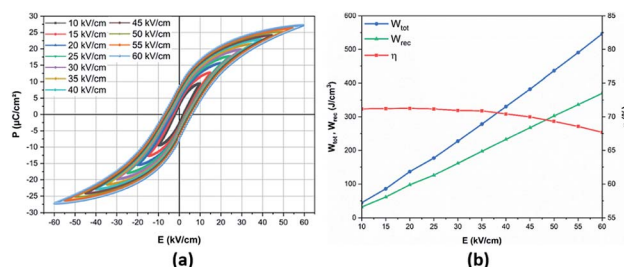 (a)
10 kV/cm
15 kV/cm
20 kV/cm
25 kV/cm
30 kV/cm
35 kV/cm
40 kV/cm
45 kV/cm
50 kV/cm
55 kV/cm
60 kV/cm
P (μC/cm²)
30
25
20
15
10
5
0
-5
-10
-15
-20
-25
-30
-60 -50 -40 -30 -20 -10 0 10 20 30 40 50 60
E (kV/cm)
(a)
(b)
W_tot
W_rec
η
W_tot, W_rec (J/cm³)
600
500
400
300
200
100
0
85
80
75
70
65
60
55
50
(%)
10 15 20 25 30 35 40 45 50 55 60
E (kV/cm)
(b)